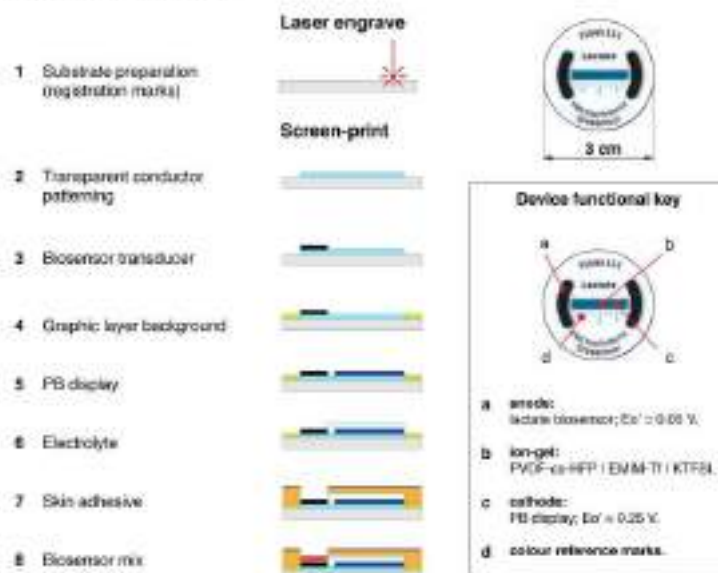 Laser engrave
1 Substrate preparation
(registration marks)
Screen-print
2 Transparent conductor
patterning
3 Biosensor transducer
4 Graphic layer background
5 PB display
6 Electrolyte
7 Skin adhesive
8 Biosensor mix
Lactate
3 cm
Device functional key
a
b
Lactate
d
c
a anode:
lactate biosensor; Eo' = 0.05 V.
b ion-gel:
PVDF-co-HFP | EMIM-Tf | KTFSI.
c cathode:
PB display; Eo' = 0.25 V.
d colour reference marks.